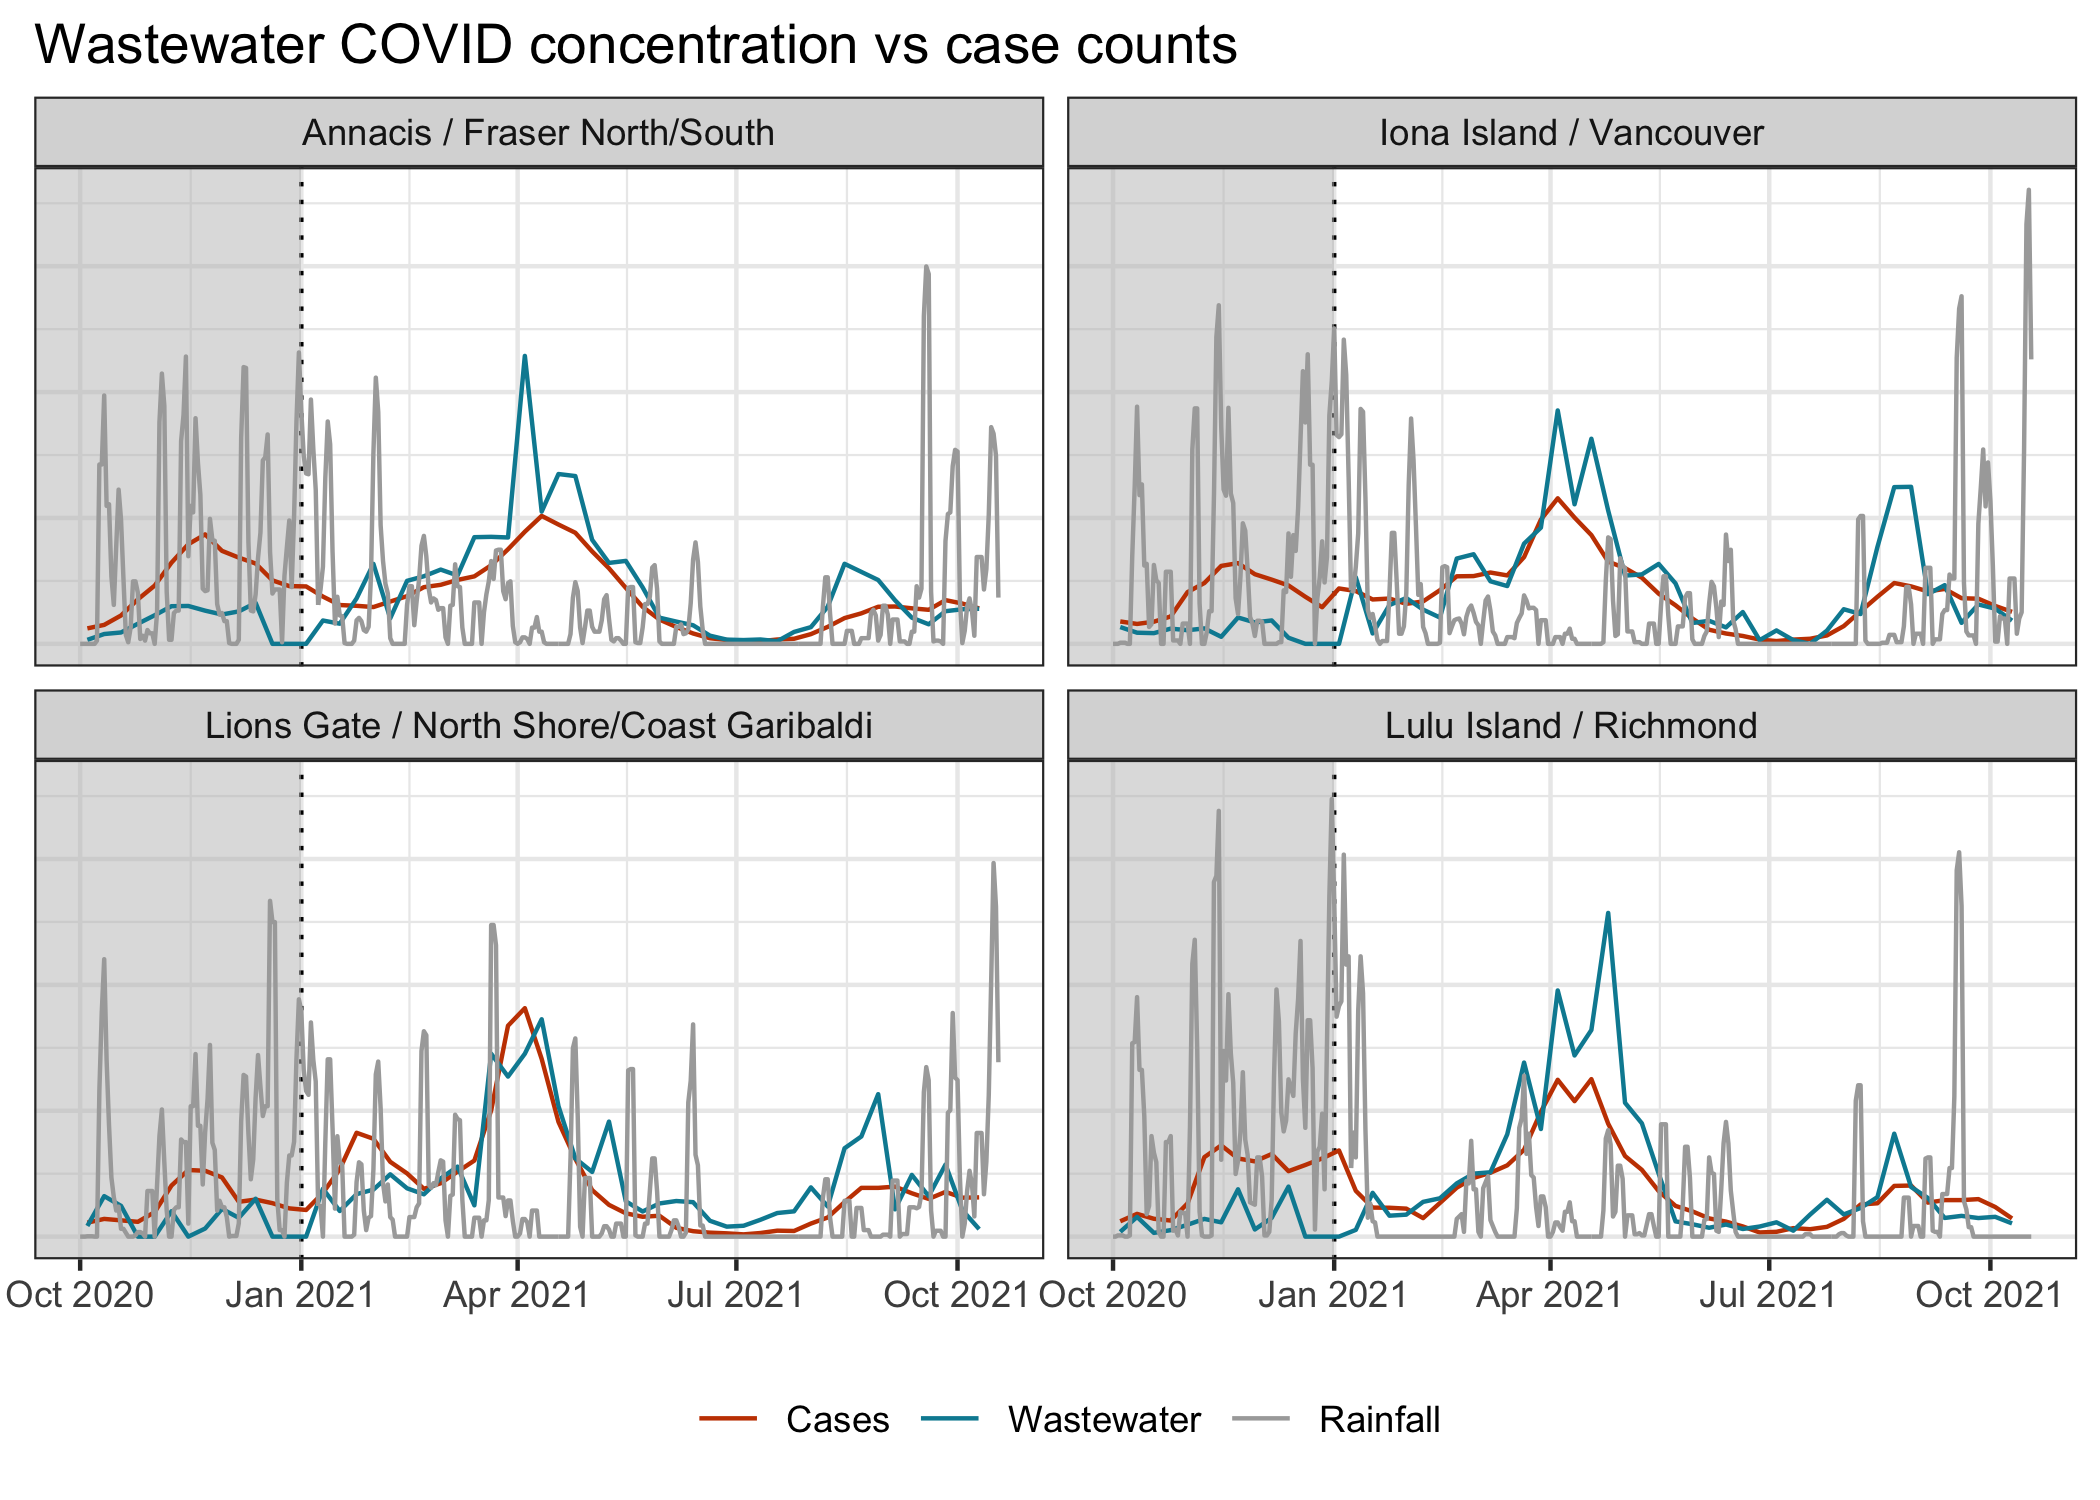 Wastewater COVID concentration vs case counts
Annacis / Fraser North/South
Iona Island / Vancouver
Lions Gate / North Shore/Coast Garibaldi
Lulu Island / Richmond
Oct 2020 Jan 2021 Apr 2021 Jul 2021 Oct 2021 Oct 2020 Jan 2021 Apr 2021 Jul 2021 Oct 2021
Cases Wastewater Rainfall